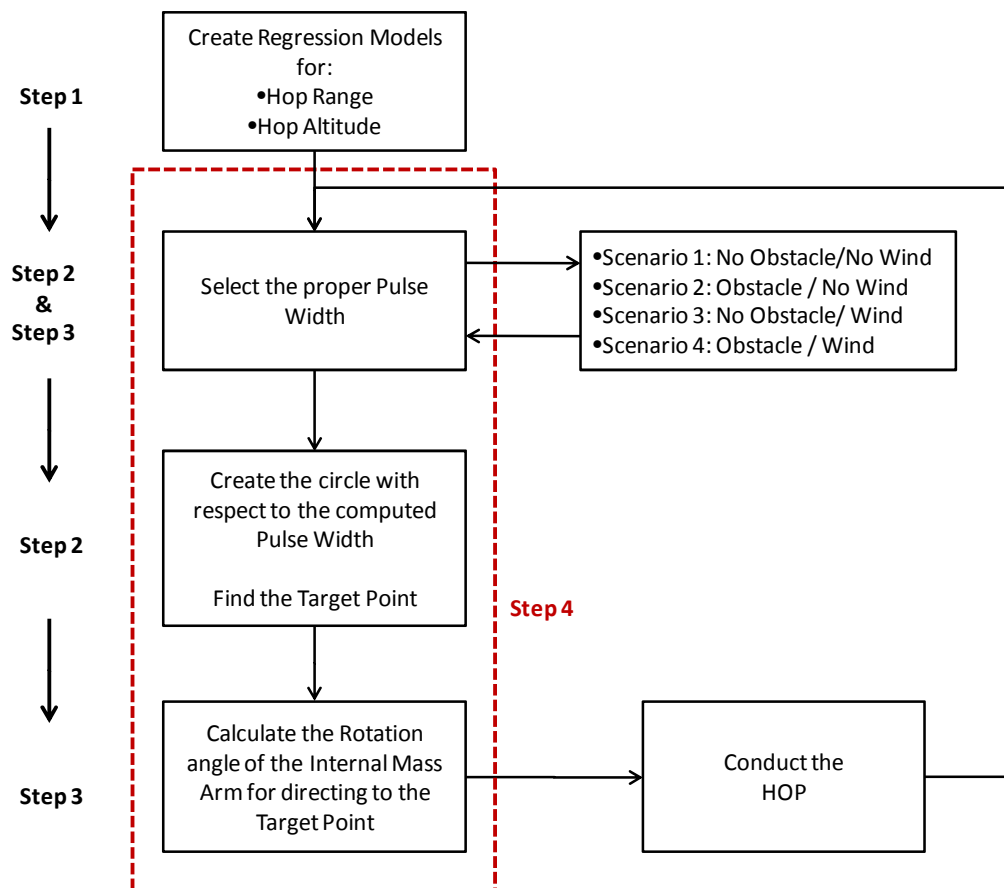 Create Regression Models
for:
•Hop Range
•Hop Altitude
Step 1
Step 2
&
Step 3
Select the proper Pulse
Width
•Scenario 1: No Obstacle/No Wind
•Scenario 2: Obstacle / No Wind
•Scenario 3: No Obstacle/ Wind
•Scenario 4: Obstacle / Wind
Step 2
Create the circle with
respect to the computed
Pulse Width
Find the Target Point
Step 4
Step 3
Calculate the Rotation
angle of the Internal Mass
Arm for directing to the
Target Point
Conduct the
HOP